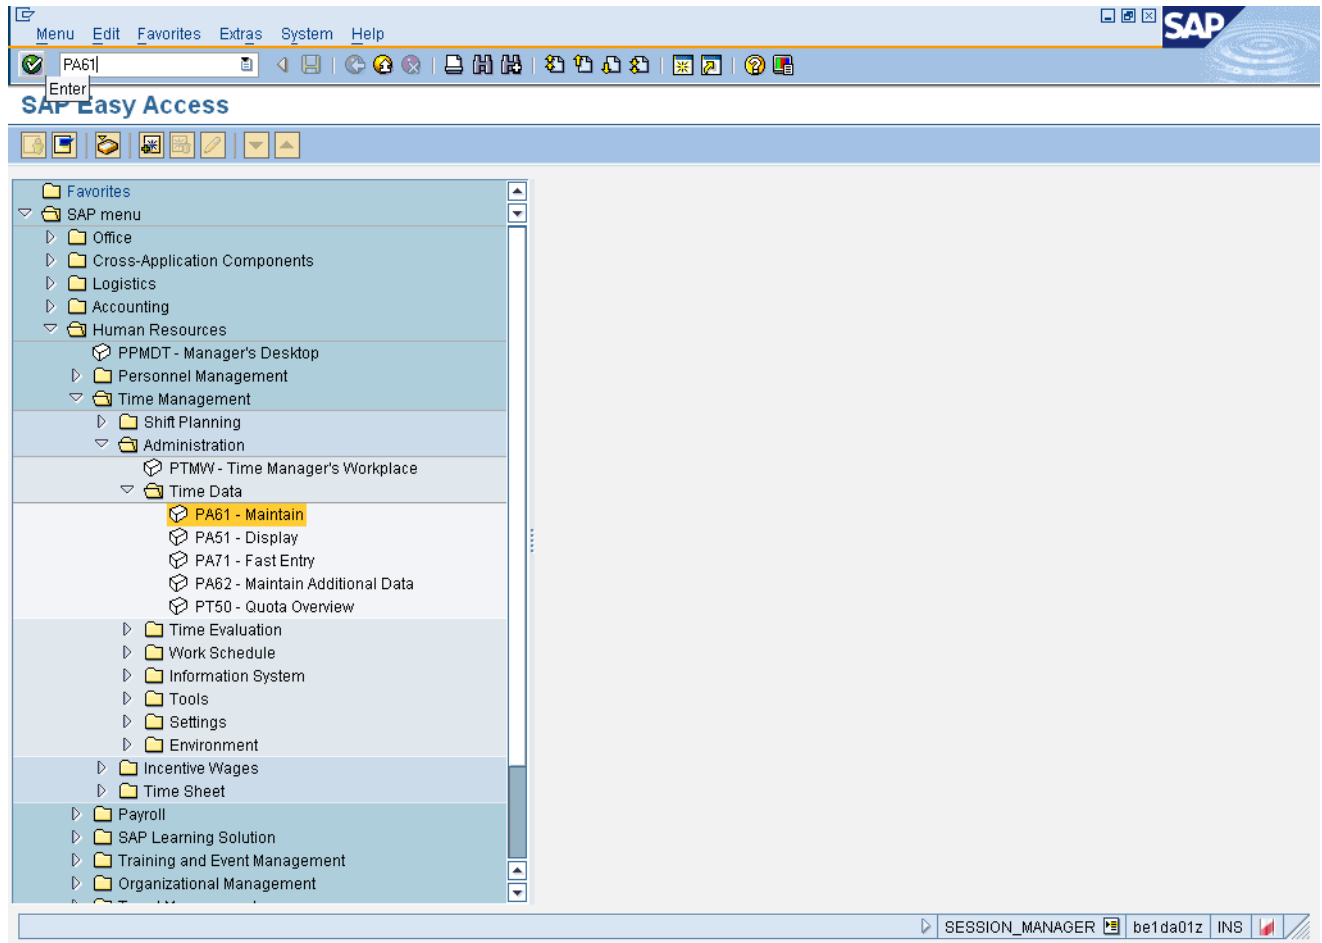 Menu Edit Favorites Extras System Help
SAP
PA61
Enter
SAP Easy Access
Favorites
SAP menu
Office
Cross-Application Components
Logistics
Accounting
Human Resources
PPMDT - Manager's Desktop
Personnel Management
Time Management
Shift Planning
Administration
PTMW - Time Manager's Workplace
Time Data
PA61 - Maintain
PA51 - Display
PA71 - Fast Entry
PA62 - Maintain Additional Data
PT50 - Quota Overview
Time Evaluation
Work Schedule
Information System
Tools
Settings
Environment
Incentive Wages
Time Sheet
Payroll
SAP Learning Solution
Training and Event Management
Organizational Management
SESSION_MANAGER be1da01z INS